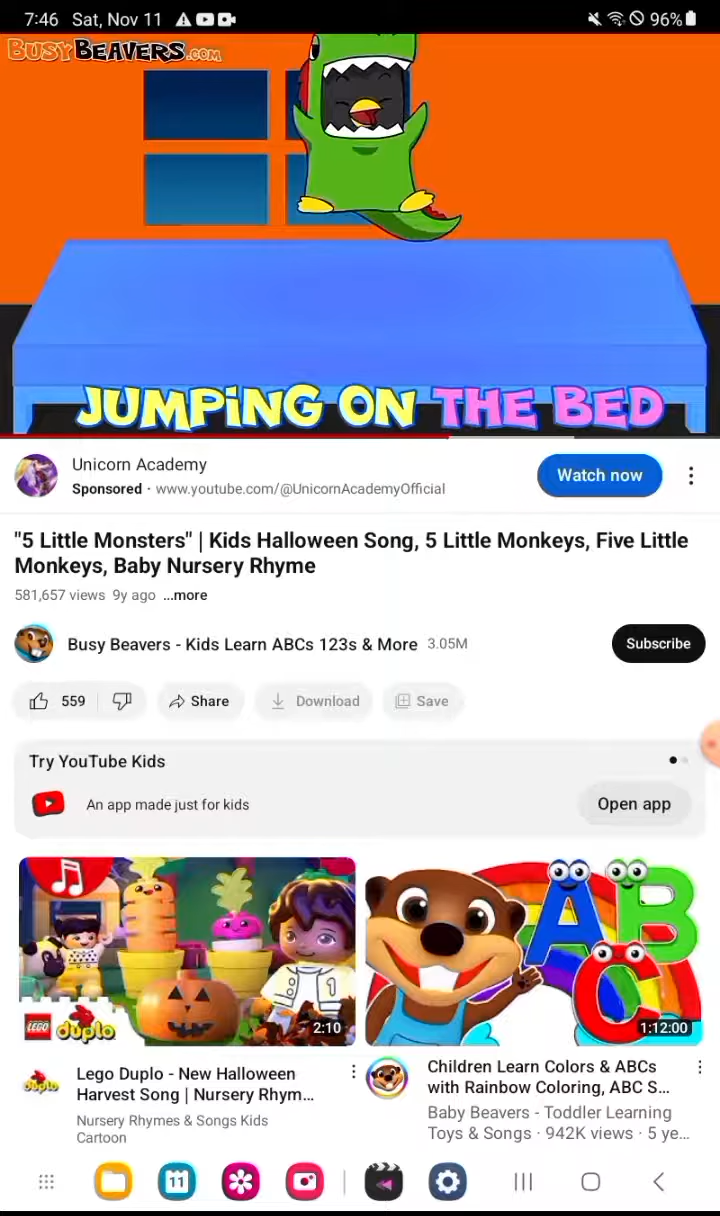 7:46 Sat, Nov 11 96%
BUSYBEAVERS.COM
JUMPiNG ON THE BED
Unicorn Academy
Sponsored · www.youtube.com/@UnicornAcademyOfficial
Watch now
"5 Little Monsters" | Kids Halloween Song, 5 Little Monkeys, Five Little
Monkeys, Baby Nursery Rhyme
581,657 views 9y ago ...more
Busy Beavers - Kids Learn ABCs 123s & More 3.05M
Subscribe
559 Share Download Save
Try YouTube Kids
An app made just for kids
Open app
1
LEGO duplo
2:10
A B
C
1:12:00
duplo
Lego Duplo - New Halloween
Harvest Song | Nursery Rhym...
Nursery Rhymes & Songs Kids
Cartoon
Children Learn Colors & ABCs
with Rainbow Coloring, ABC S...
Baby Beavers - Toddler Learning
Toys & Songs · 942K views · 5 ye...
11